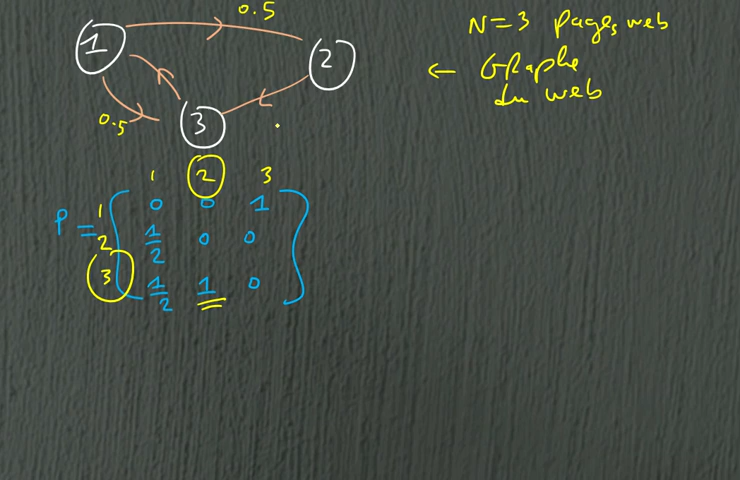 0.5
N=3 pages web
1
2
← Graphe
du web
0.5
3
1 2 3
P = 1 0 0 1
2 1/2 0 0
3 1/2 1 0